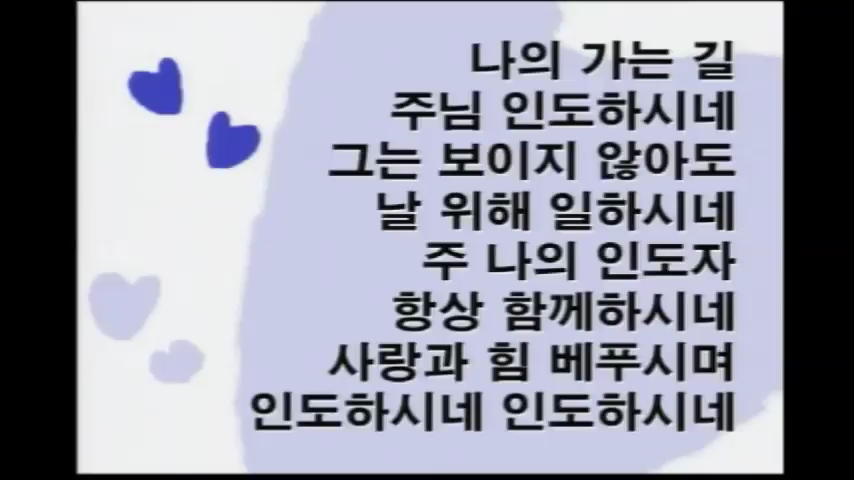 나의 가는 길
주님 인도하시네
그는 보이지 않아도
날 위해 일하시네
주 나의 인도자
항상 함께하시네
사랑과 힘 베푸시며
인도하시네 인도하시네